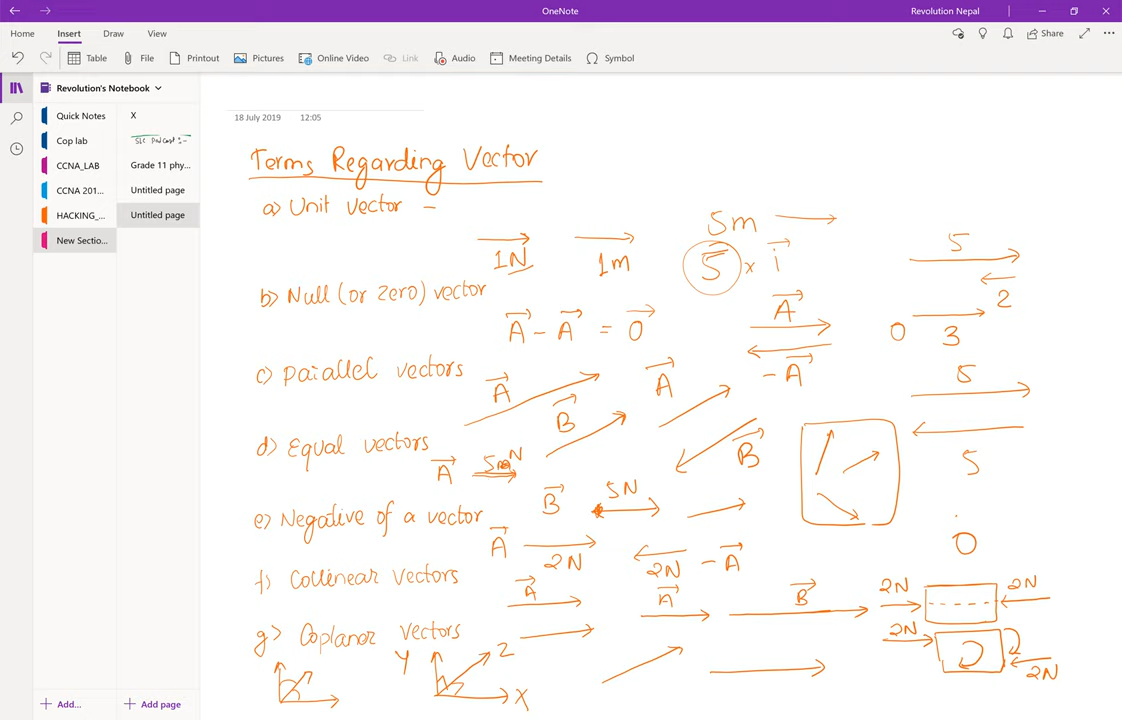 OneNote
Revolution Nepal
Home Insert Draw View
Share
Table File Printout Pictures Online Video Link Audio Meeting Details Symbol
Revolution's Notebook
Quick Notes
Cop lab
CCNA_LAB
CCNA 201...
HACKING_...
New Sectio...
X
Grade 11 phy...
Untitled page
Untitled page
Add...
Add page
18 July 2019 12:05
Terms Regarding Vector
a) Unit vector -
5m
1N 1m 5 x i
5
2
b) Null (or zero) vector
A - A = 0
A
-A
0 3
c) Parallel vectors
A
B
A
B
5
5
0
d) Equal vectors
A 5 N
B 5N
e) Negative of a vector
A 2N
2N -A
f) Collinear vectors
A
A B
2N 2N
2N
2N
g) Coplanar vectors
Y Z
X